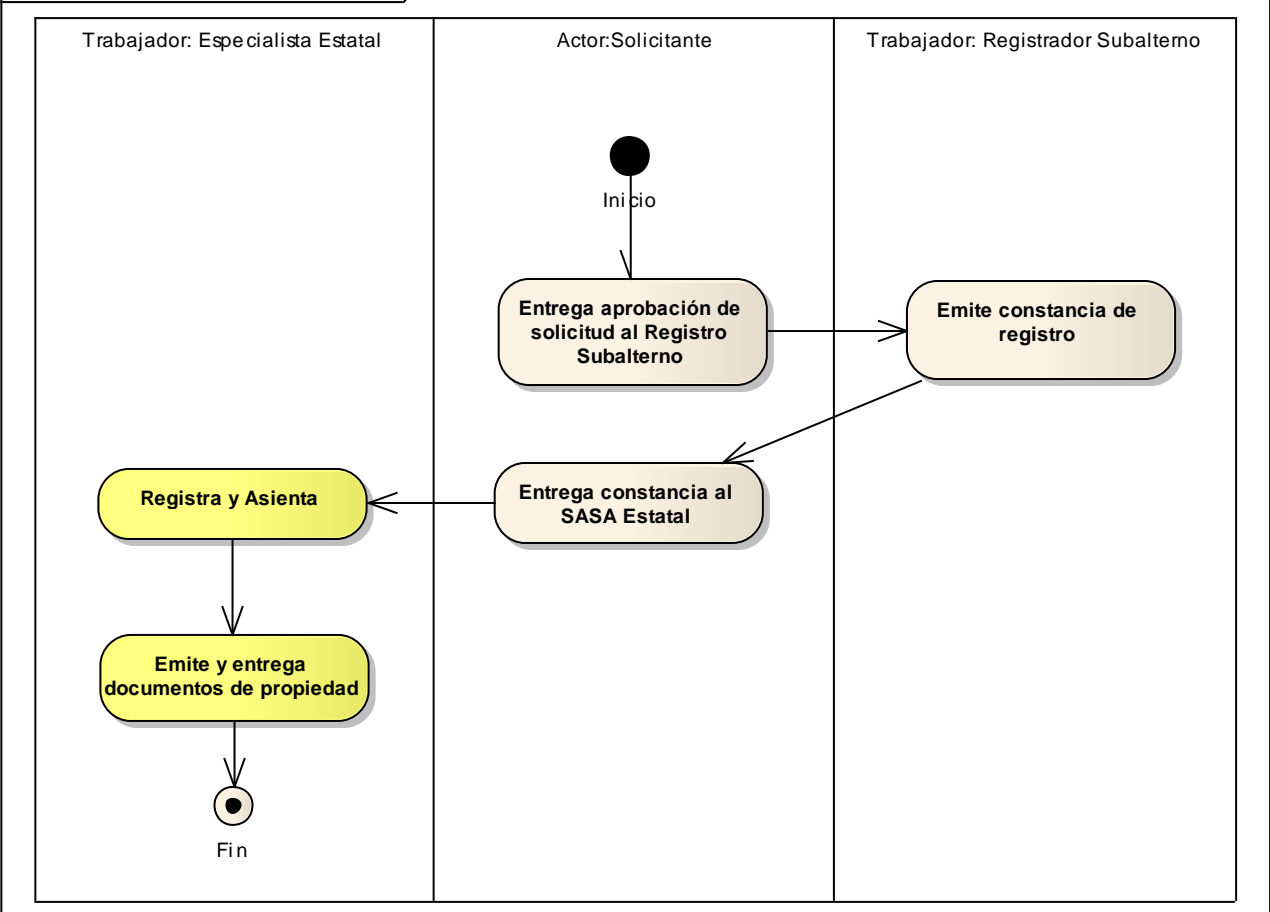 Trabajador: Especialista Estatal
Actor:Solicitante
Trabajador: Registrador Subalterno
Inicio
Entrega aprobación de
solicitud al Registro
Subalterno
Emite constancia de
registro
Entrega constancia al
SASA Estatal
Registra y Asienta
Emite y entrega
documentos de propiedad
Fin